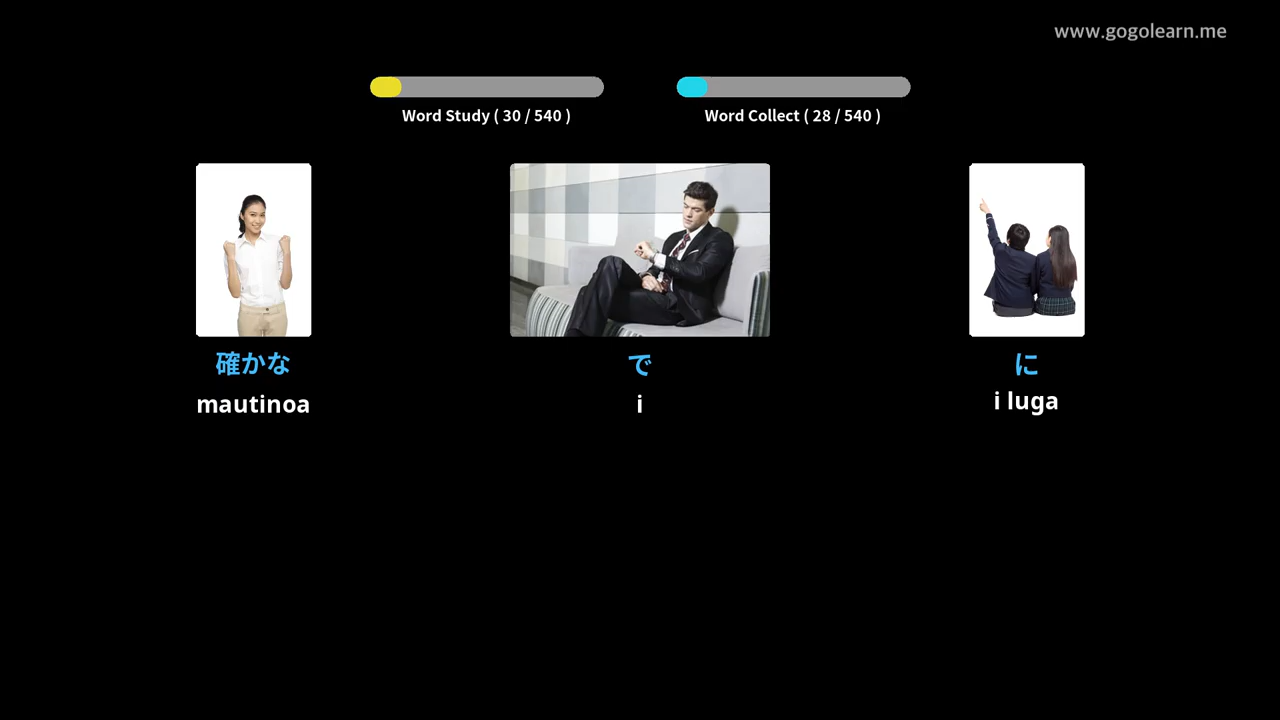 www.gogolearn.me
Word Study ( 30 / 540 )
Word Collect ( 28 / 540 )
確かな
mautinoa
で
i
に
i luga